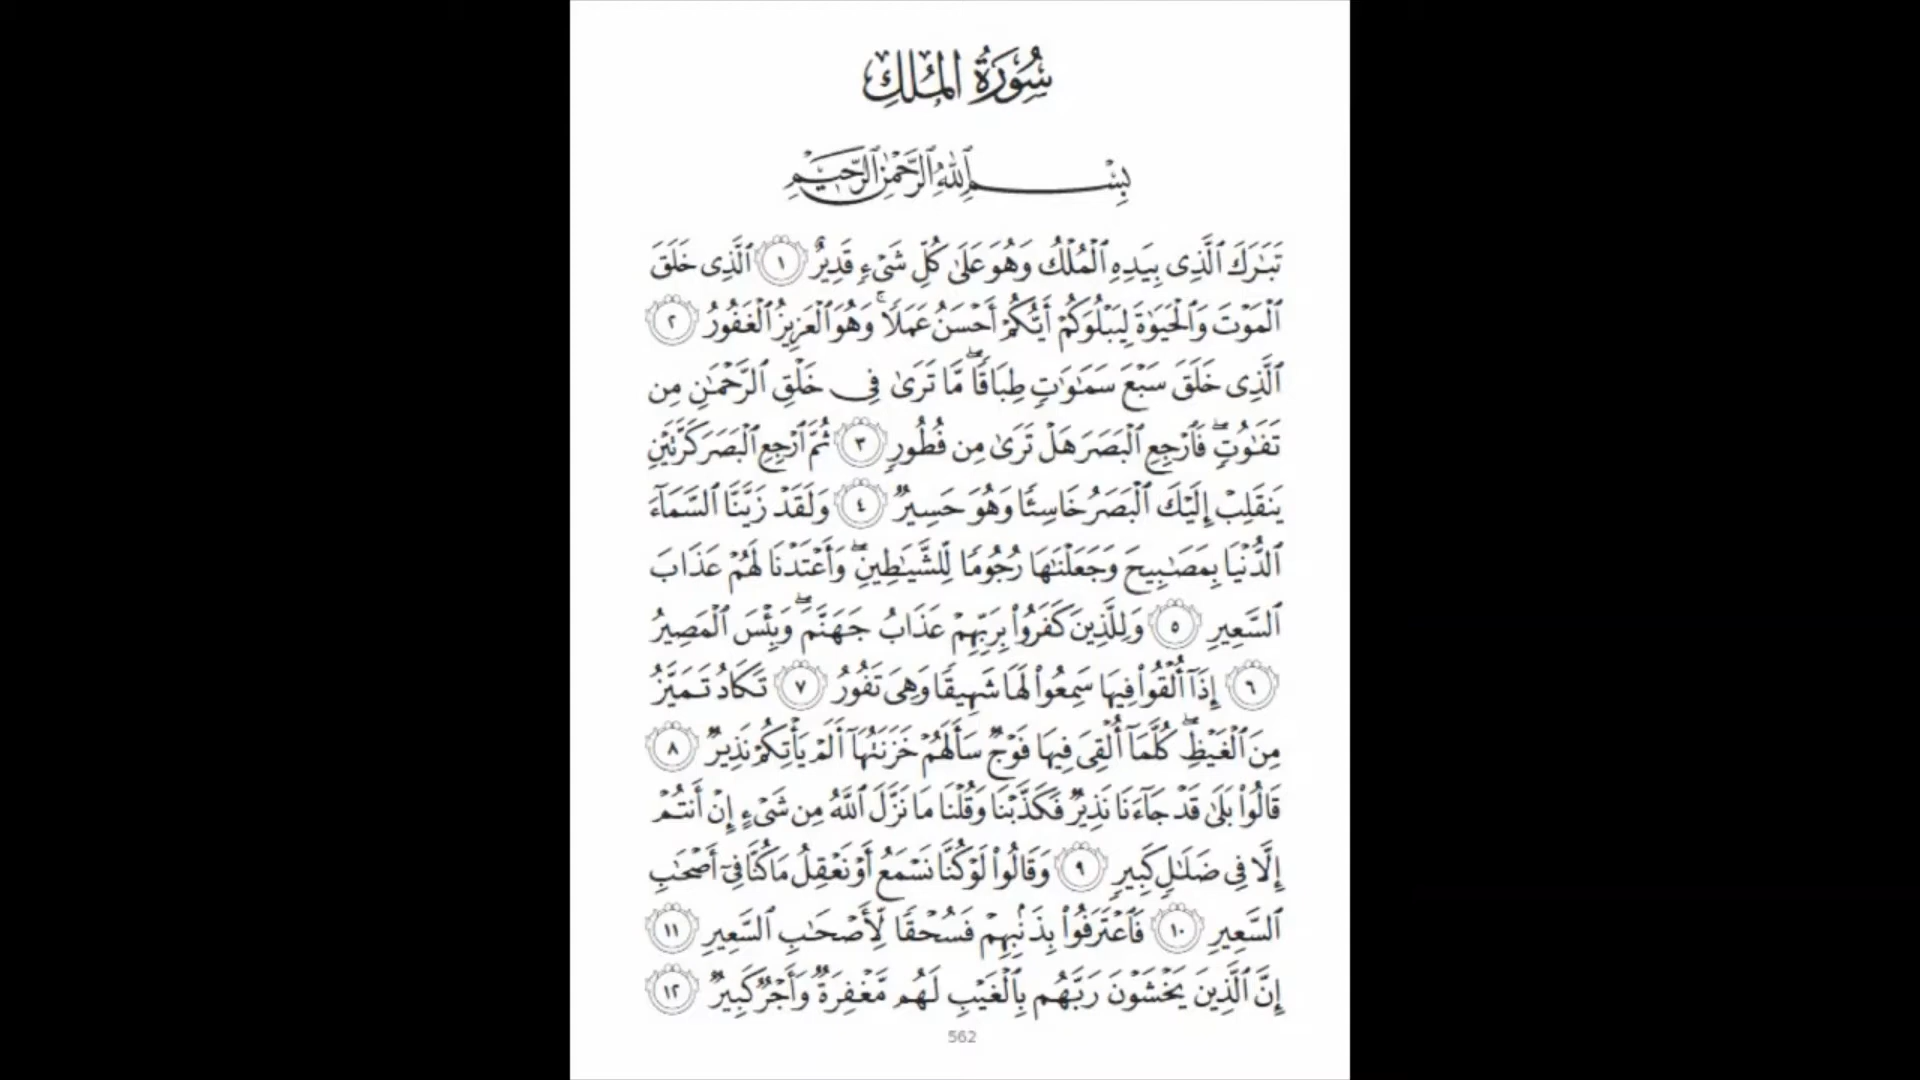 سُورَةُ الْمُلْكِ
بِسْمِ ٱللَّهِ ٱلرَّحْمَٰنِ ٱلرَّحِيمِ
تَبَٰرَكَ ٱلَّذِى بِيَدِهِ ٱلْمُلْكُ وَهُوَ عَلَىٰ كُلِّ شَىْءٍ قَدِيرٌ ١ ٱلَّذِى خَلَقَ
ٱلْمَوْتَ وَٱلْحَيَوٰةَ لِيَبْلُوَكُمْ أَيُّكُمْ أَحْسَنُ عَمَلًا ۚ وَهُوَ ٱلْعَزِيزُ ٱلْغَفُورُ ٢
ٱلَّذِى خَلَقَ سَبْعَ سَمَٰوَٰتٍ طِبَاقًا ۖ مَّا تَرَىٰ فِى خَلْقِ ٱلرَّحْمَٰنِ مِن
تَفَٰوُتٍ ۖ فَٱرْجِعِ ٱلْبَصَرَ هَلْ تَرَىٰ مِن فُطُورٍ ٣ ثُمَّ ٱرْجِعِ ٱلْبَصَرَ كَرَّتَيْنِ
يَنقَلِبْ إِلَيْكَ ٱلْبَصَرُ خَاسِئًا وَهُوَ حَسِيرٌ ٤ وَلَقَدْ زَيَّنَّا ٱلسَّمَآءَ
ٱلدُّنْيَا بِمَصَٰبِيحَ وَجَعَلْنَٰهَا رُجُومًا لِّلشَّيَٰطِينِ ۖ وَأَعْتَدْنَا لَهُمْ عَذَابَ
ٱلسَّعِيرِ ٥ وَلِلَّذِينَ كَفَرُوا۟ بِرَبِّهِمْ عَذَابُ جَهَنَّمَ ۖ وَبِئْسَ ٱلْمَصِيرُ
٦ إِذَآ أُلْقُوا۟ فِيهَا سَمِعُوا۟ لَهَا شَهِيقًا وَهِىَ تَفُورُ ٧ تَكَادُ تَمَيَّزُ
مِنَ ٱلْغَيْظِ ۖ كُلَّمَآ أُلْقِىَ فِيهَا فَوْجٌ سَأَلَهُمْ خَزَنَتُهَآ أَلَمْ يَأْتِكُمْ نَذِيرٌ ٨
قَالُوا۟ بَلَىٰ قَدْ جَآءَنَا نَذِيرٌ فَكَذَّبْنَا وَقُلْنَا مَا نَزَّلَ ٱللَّهُ مِن شَىْءٍ إِنْ أَنتُمْ
إِلَّا فِى ضَلَٰلٍ كَبِيرٍ ٩ وَقَالُوا۟ لَوْ كُنَّا نَسْمَعُ أَوْ نَعْقِلُ مَا كُنَّا فِىٓ أَصْحَٰبِ
ٱلسَّعِيرِ ١٠ فَٱعْتَرَفُوا۟ بِذَنۢبِهِمْ فَسُحْقًا لِّأَصْحَٰبِ ٱلسَّعِيرِ ١١
إِنَّ ٱلَّذِينَ يَخْشَوْنَ رَبَّهُم بِٱلْغَيْبِ لَهُم مَّغْفِرَةٌ وَأَجْرٌ كَبِيرٌ ١٢
562